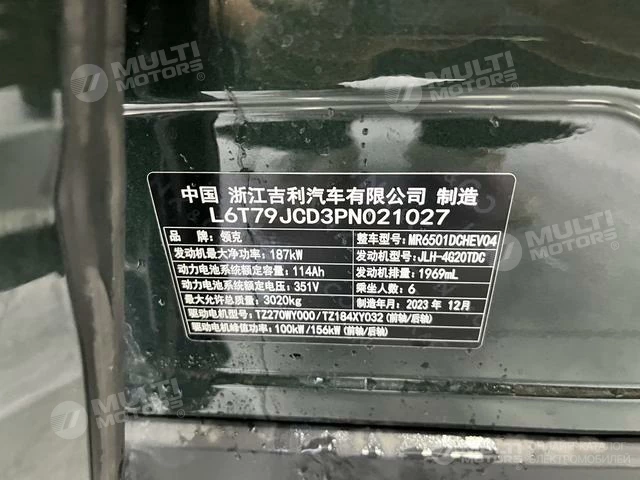 MULTI
MOTORS®
MULTI
MOTORS®
中国 浙江吉利汽车有限公司 制造
L6T79JCD3PN021027
品牌：领克
整车型号：MR6501DCHEV04
发动机最大净功率：187kW
发动机型号：JLH-4G20TDC
动力电池系统额定容量：114Ah
发动机排量：1969mL
动力电池系统额定电压：351V
乘坐人数：6
最大允许总质量：3020kg
制造年月：2023 年 12月
驱动电机型号：TZ270WY000/TZ184XY032 (前轴/后轴)
驱动电机峰值功率：100kW/156kW(前轴/后轴)
MULTI
MOTORS®
MULTI
MOTORS
MULTI
MOTORS
ЭЛЕКТРОМОБИЛЕЙ